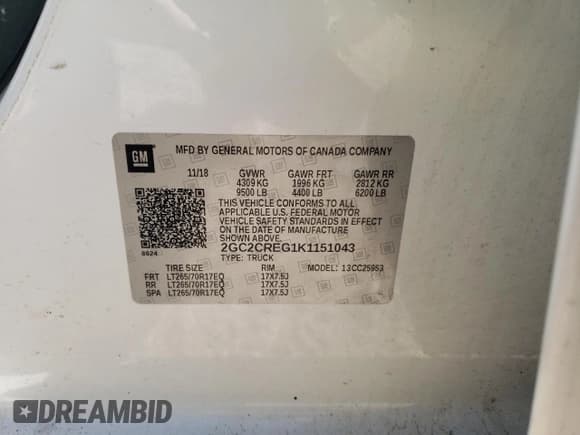 GM
MFD BY GENERAL MOTORS OF CANADA COMPANY
11/18 GVWR GAWR FRT GAWR RR
4309 KG 1996 KG 2812 KG
9500 LB 4400 LB 6200 LB
THIS VEHICLE CONFORMS TO ALL
APPLICABLE U.S. FEDERAL MOTOR
VEHICLE SAFETY STANDARDS IN EFFECT
ON THE DATE OF MANUFACTURE
SHOWN ABOVE.
8624 2GC2CREG1K1151043
TYPE: TRUCK
TIRE SIZE RIM MODEL: 13CC25953
FRT LT265/70R17EQ 17X7.5J
RR LT265/70R17EQ 17X7.5J
SPA LT265/70R17EQ 17X7.5J
DREAMBID